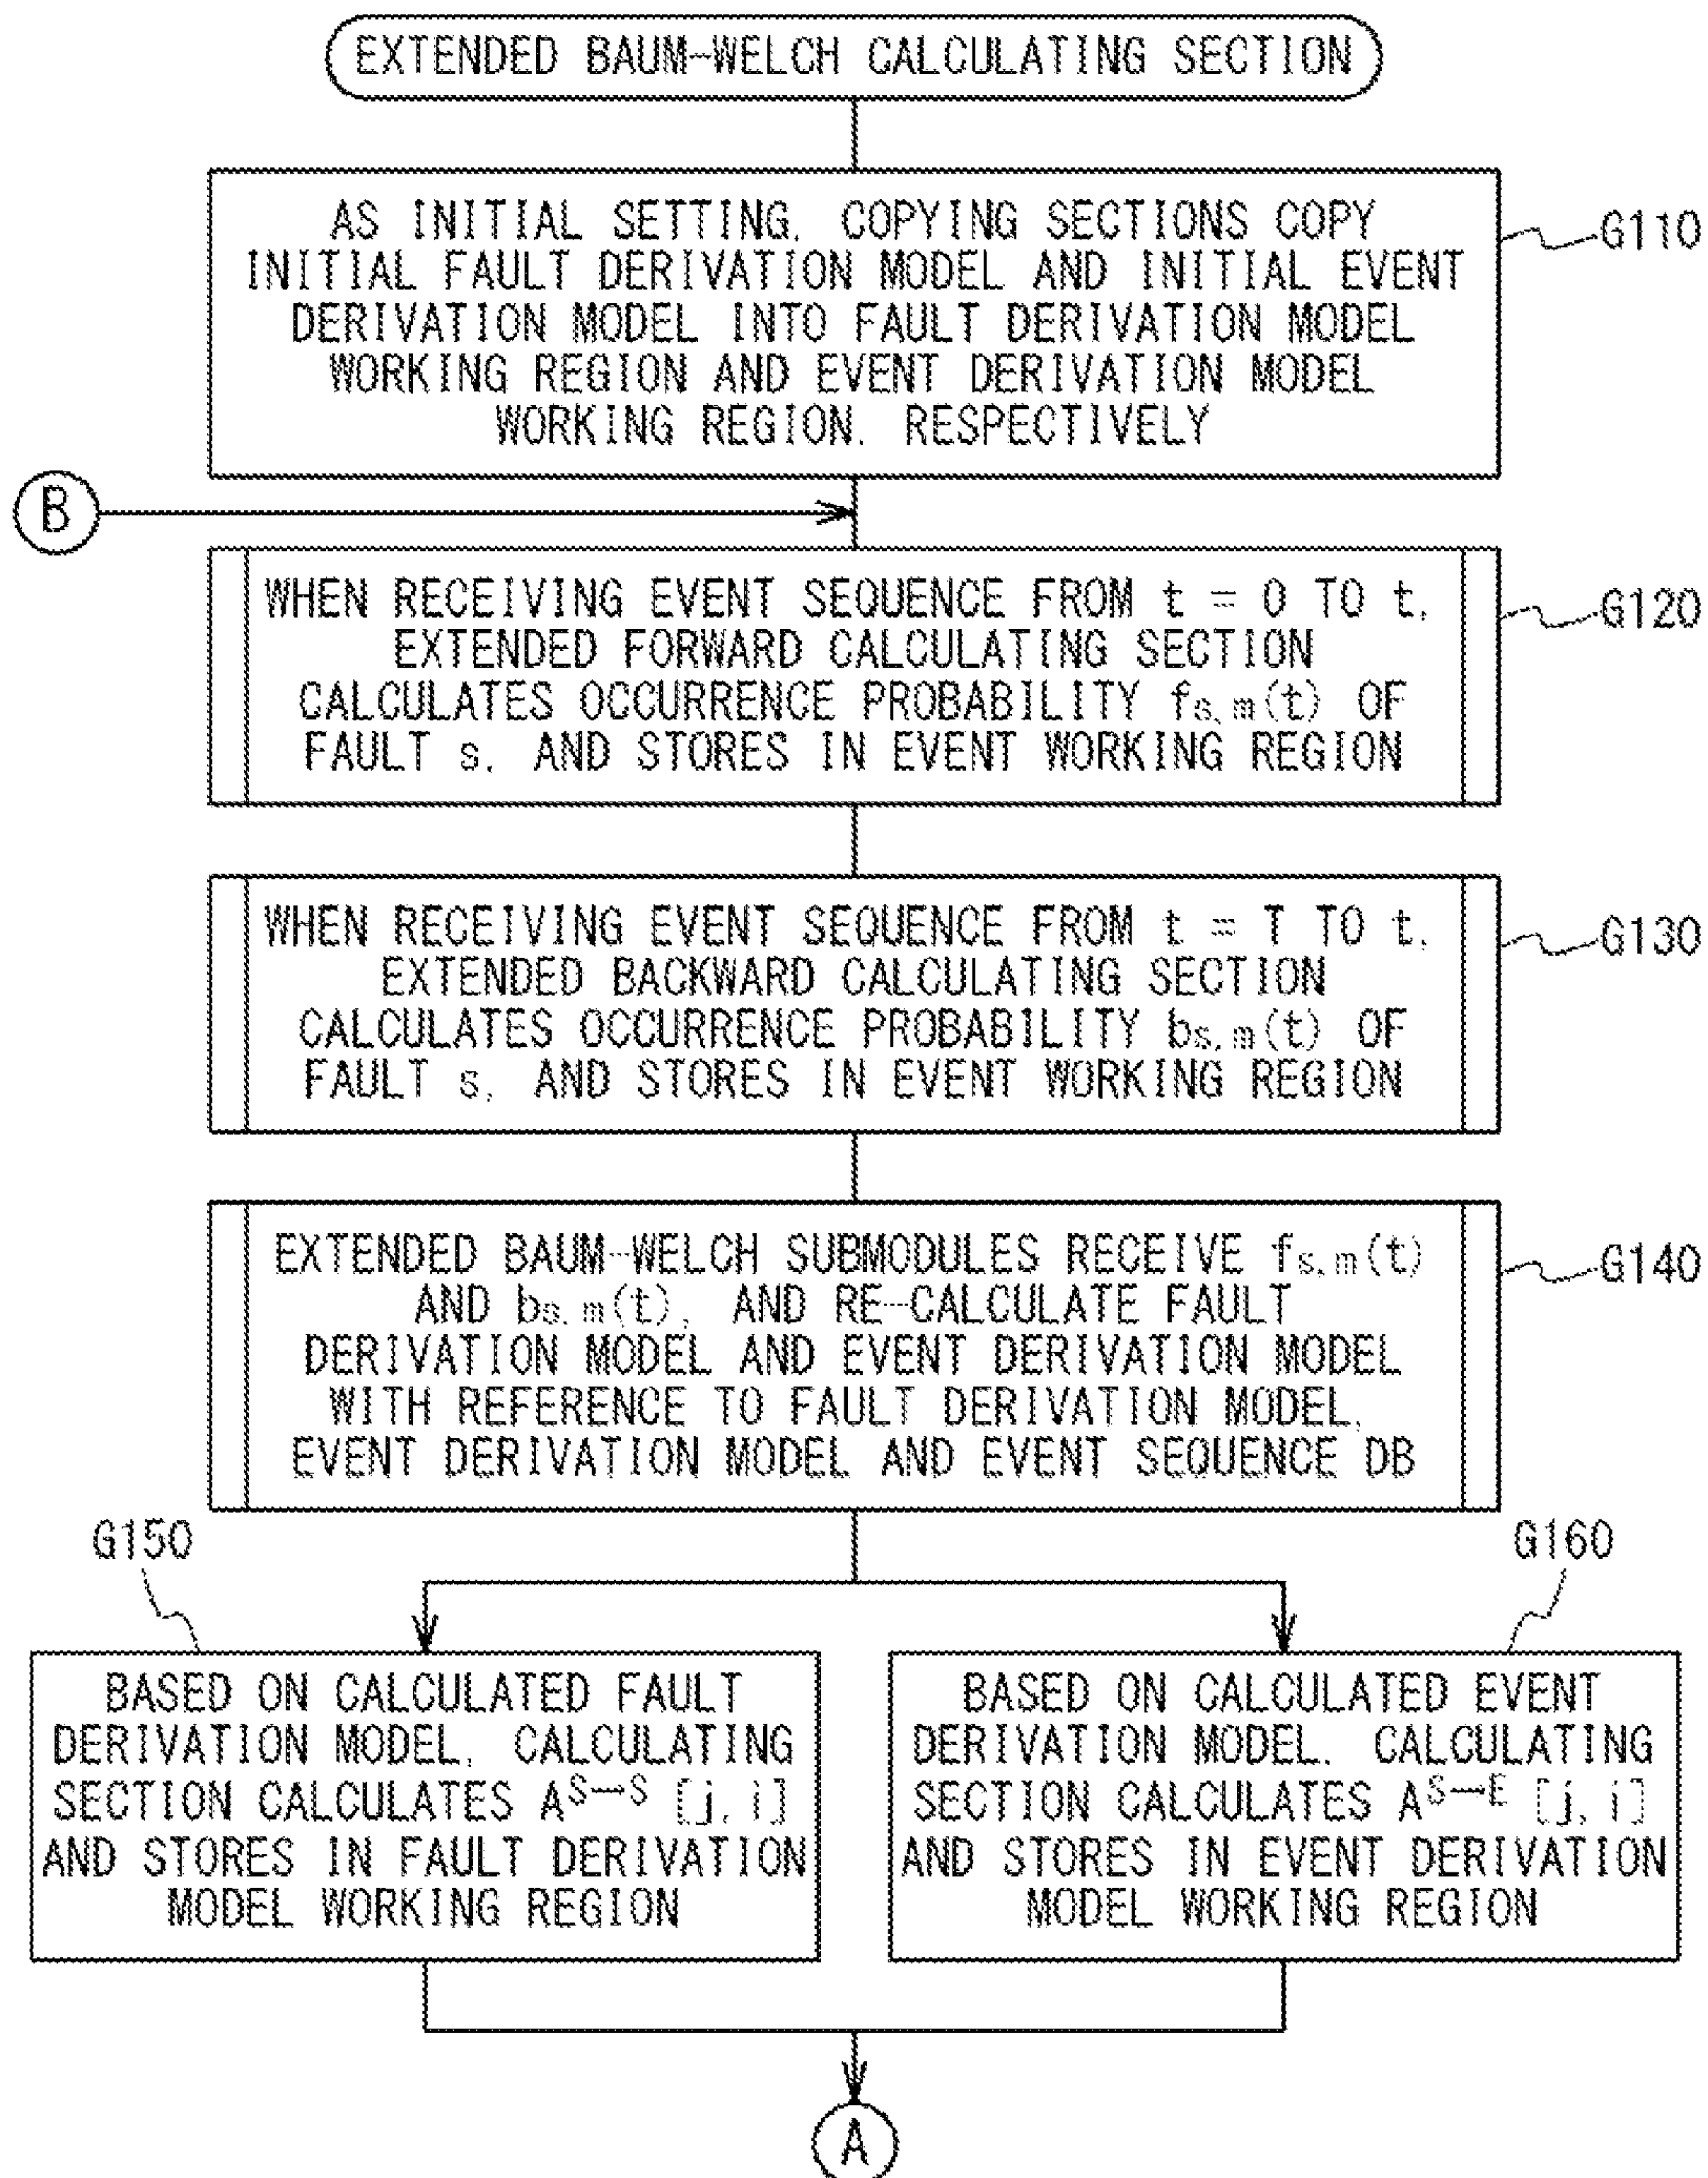 EXTENDED BAUM-WELCH CALCULATING SECTION
AS INITIAL SETTING, COPYING SECTIONS COPY
INITIAL FAULT DERIVATION MODEL AND INITIAL EVENT
DERIVATION MODEL INTO FAULT DERIVATION MODEL
WORKING REGION AND EVENT DERIVATION MODEL
WORKING REGION, RESPECTIVELY
G110
B
WHEN RECEIVING EVENT SEQUENCE FROM t = 0 TO t,
EXTENDED FORWARD CALCULATING SECTION
CALCULATES OCCURRENCE PROBABILITY fs,m(t) OF
FAULT s, AND STORES IN EVENT WORKING REGION
G120
WHEN RECEIVING EVENT SEQUENCE FROM t = T TO t,
EXTENDED BACKWARD CALCULATING SECTION
CALCULATES OCCURRENCE PROBABILITY bs,m(t) OF
FAULT s, AND STORES IN EVENT WORKING REGION
G130
EXTENDED BAUM-WELCH SUBMODULES RECEIVE fs,m(t)
AND bs,m(t), AND RE-CALCULATE FAULT
DERIVATION MODEL AND EVENT DERIVATION MODEL
WITH REFERENCE TO FAULT DERIVATION MODEL,
EVENT DERIVATION MODEL AND EVENT SEQUENCE DB
G140
G150
BASED ON CALCULATED FAULT
DERIVATION MODEL, CALCULATING
SECTION CALCULATES A^S→S [j,i]
AND STORES IN FAULT DERIVATION
MODEL WORKING REGION
G160
BASED ON CALCULATED EVENT
DERIVATION MODEL, CALCULATING
SECTION CALCULATES A^S→E [j,i]
AND STORES IN EVENT DERIVATION
MODEL WORKING REGION
A